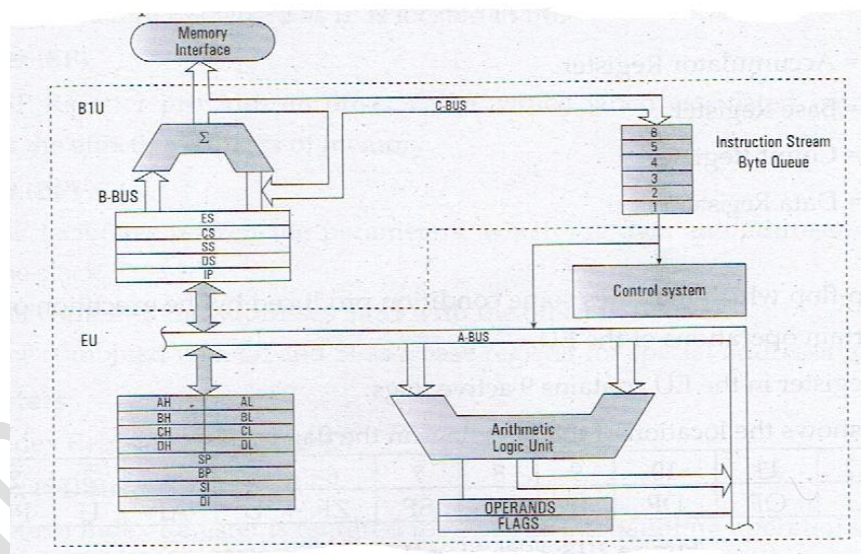 Memory
Interface
B1U
C-BUS
Σ
6
5
4
3
2
1
Instruction Stream
Byte Queue
B-BUS
ES
CS
SS
DS
IP
Control system
EU
A-BUS
AH AL
BH BL
CH CL
DH DL
SP
BP
SI
DI
Arithmetic
Logic Unit
OPERANDS
FLAGS
= Accumulator Register
= Base Register
Data Register